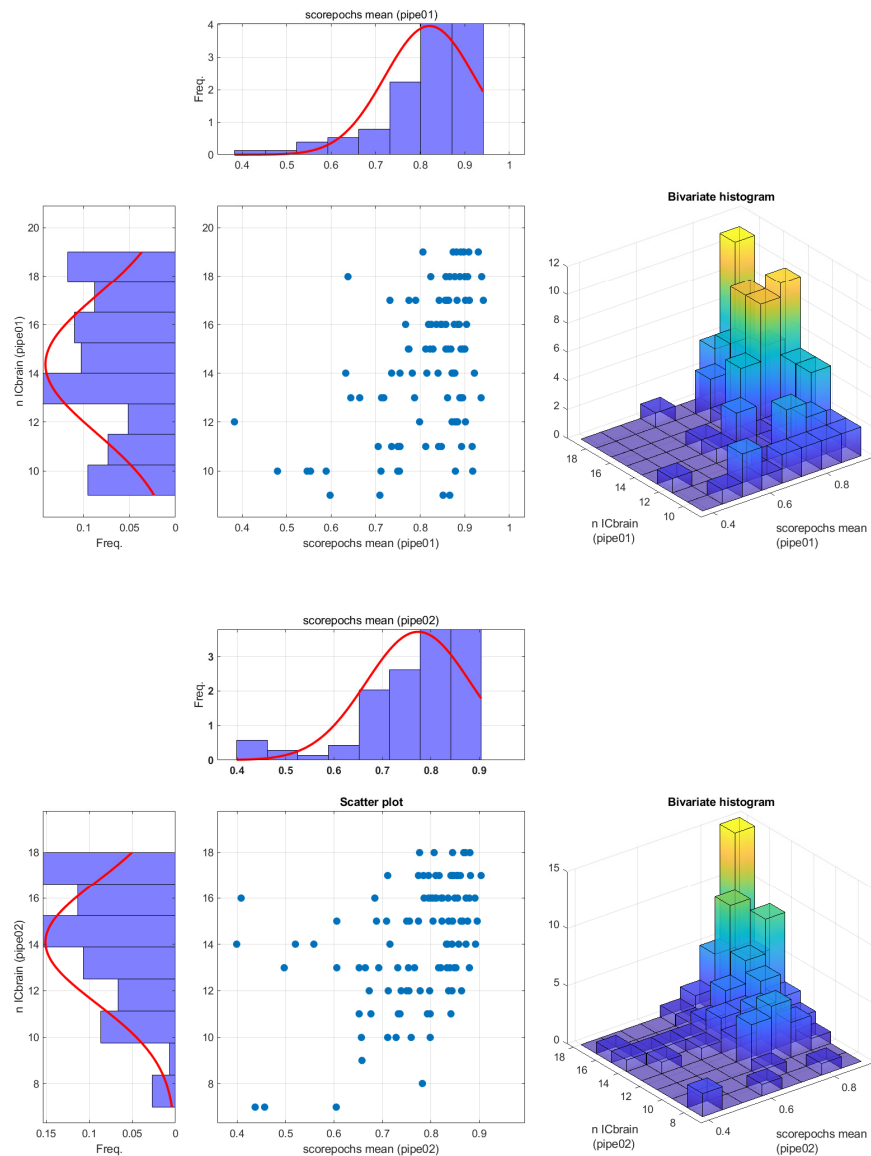 scorepochs mean (pipe01)
4
3
2
1
0
Freq.
0.4 0.5 0.6 0.7 0.8 0.9 1
20
18
16
14
12
10
n ICbrain (pipe01)
0.1 0.05 0
Freq.
20
18
16
14
12
10
0.4 0.5 0.6 0.7 0.8 0.9 1
scorepochs mean (pipe01)
Bivariate histogram
12
10
8
6
4
2
0
18
16
14
12
10
0.4
0.6
0.8
n ICbrain
(pipe01)
scorepochs mean
(pipe01)
scorepochs mean (pipe02)
3
2
1
0
Freq.
0.4 0.5 0.6 0.7 0.8 0.9
18
16
14
12
10
8
n ICbrain (pipe02)
0.15 0.1 0.05 0
Freq.
Scatter plot
18
16
14
12
10
8
0.4 0.5 0.6 0.7 0.8 0.9
scorepochs mean (pipe02)
Bivariate histogram
15
10
5
0
18
16
14
12
10
8
0.4
0.6
0.8
n ICbrain
(pipe02)
scorepochs mean
(pipe02)